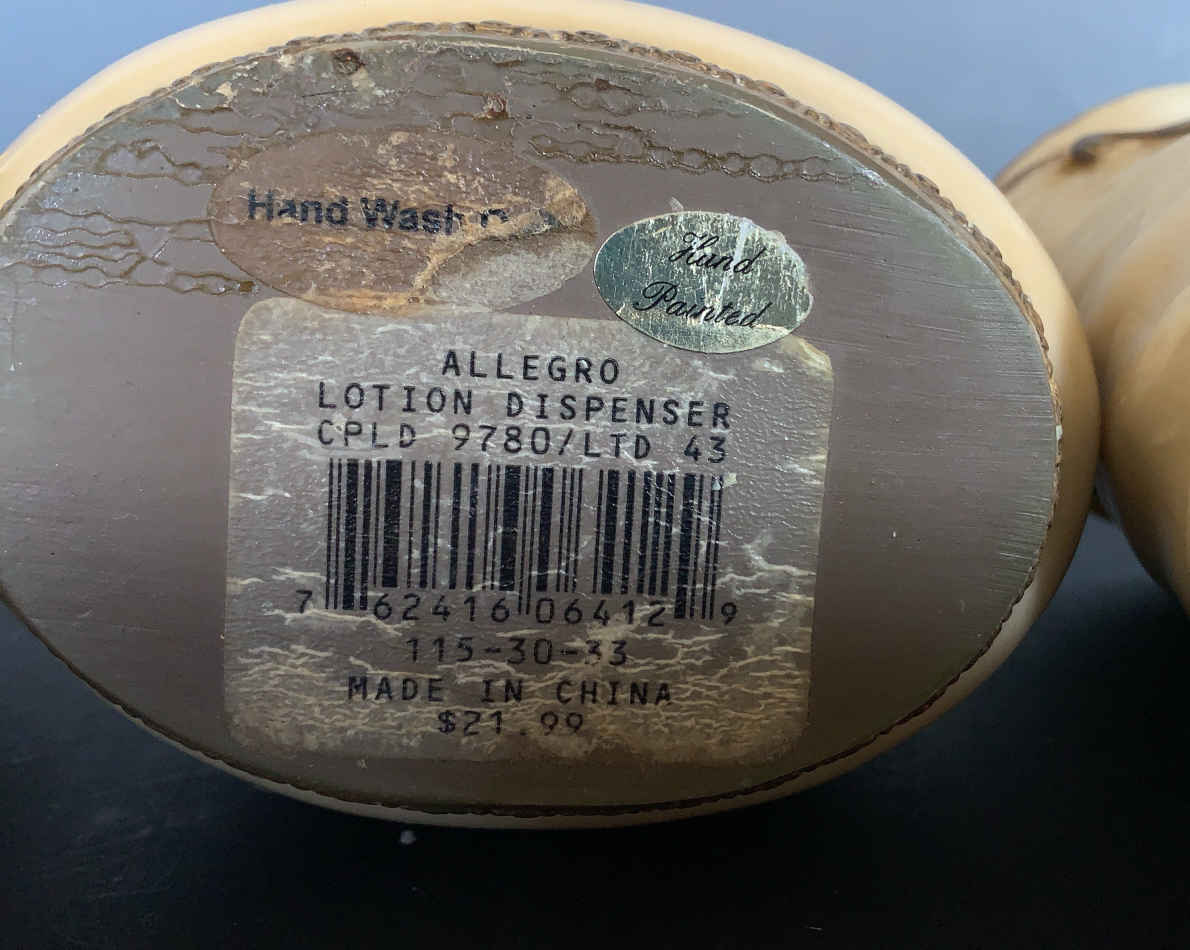 Hand Wash
Hand
Painted
ALLEGRO
LOTION DISPENSER
CPLD 9780/LTD 43
7 62416 06412 9
115-30-33
MADE IN CHINA
$21.99